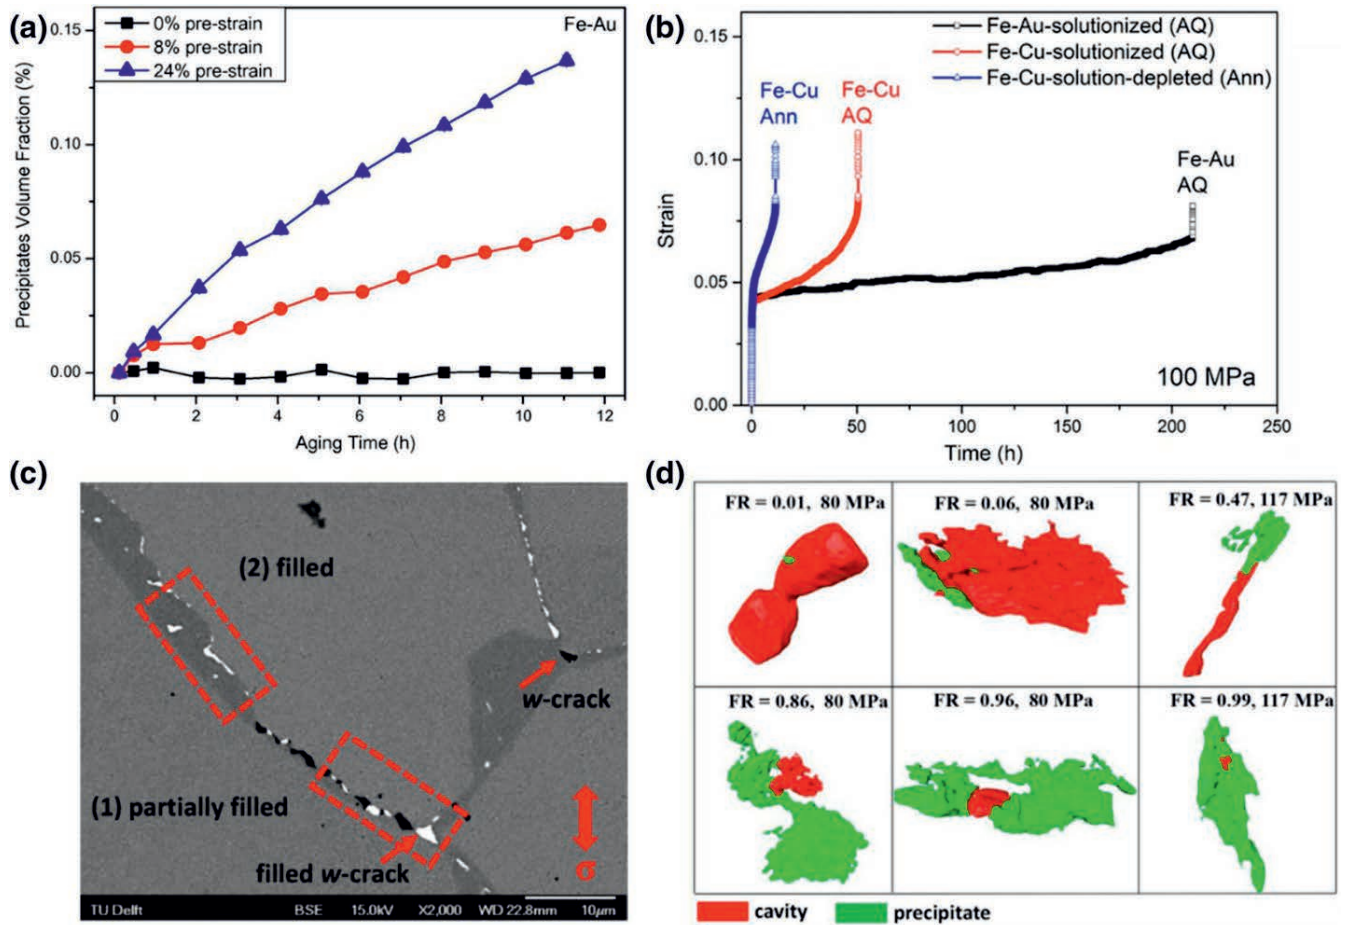 (a)
0% pre-strain
8% pre-strain
24% pre-strain
Fe-Au
Precipitates Volume Fraction (%)
0.15
0.10
0.05
0.00
0 2 4 6 8 10 12
Aging Time (h)
(b)
Fe-Au-solutionized (AQ)
Fe-Cu-solutionized (AQ)
Fe-Cu-solution-depleted (Ann)
Fe-Cu
Ann
Fe-Cu
AQ
Fe-Au
AQ
Strain
0.15
0.10
0.05
0.00
100 MPa
0 50 100 150 200 250
Time (h)
(c)
(2) filled
w-crack
(1) partially filled
filled w-crack
σ
TU Delft BSE 15.0kV X2,000 WD 22.8mm 10μm
(d)
FR = 0.01, 80 MPa
FR = 0.06, 80 MPa
FR = 0.47, 117 MPa
FR = 0.86, 80 MPa
FR = 0.96, 80 MPa
FR = 0.99, 117 MPa
cavity
precipitate